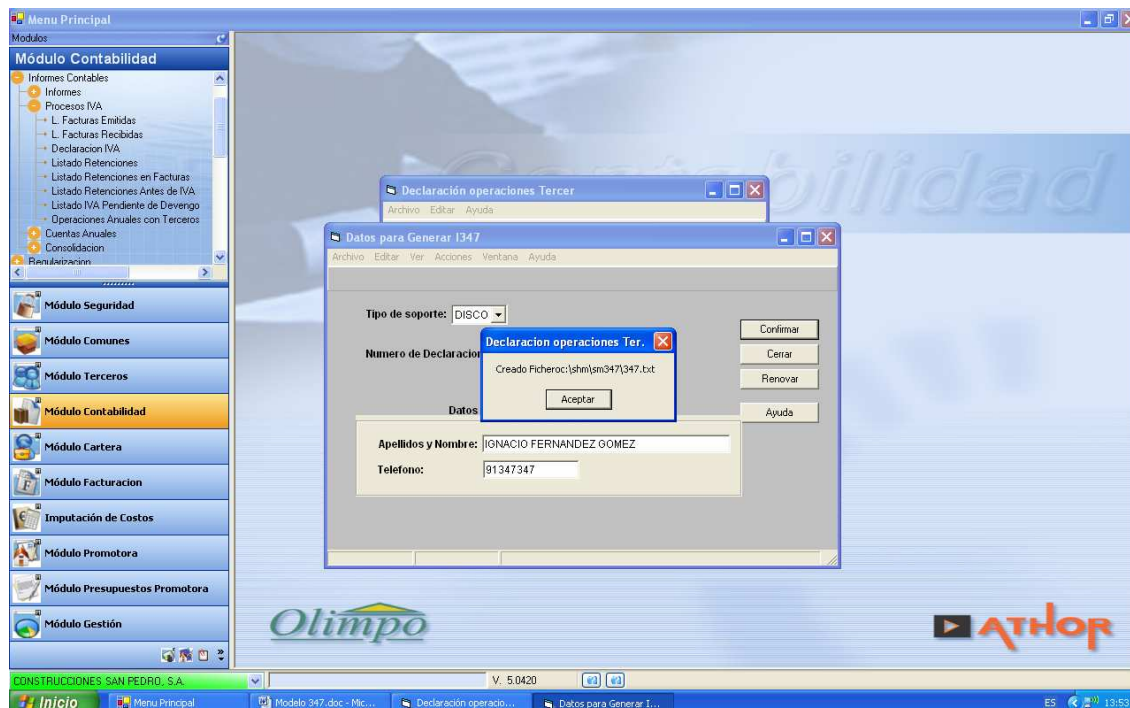 Menu Principal
Modulos
Módulo Contabilidad
Informes Contables
Informes
Procesos IVA
L. Facturas Emitidas
L. Facturas Recibidas
Declaracion IVA
Listado Retenciones
Listado Retenciones en Facturas
Listado Retenciones Antes de IVA
Listado IVA Pendiente de Devengo
Operaciones Anuales con Terceros
Cuentas Anuales
Consolidacion
Regularizacion
Módulo Seguridad
Módulo Comunes
Módulo Terceros
Módulo Contabilidad
Módulo Cartera
Módulo Facturacion
Imputación de Costos
Módulo Promotora
Módulo Presupuestos Promotora
Módulo Gestión
Contabilidad
Declaración operaciones Tercer
Archivo Editar Ayuda
Datos para Generar I347
Archivo Editar Ver Acciones Ventana Ayuda
Tipo de soporte: DISCO
Numero de Declaracion
Datos
Apellidos y Nombre: IGNACIO FERNANDEZ GOMEZ
Telefono: 91347347
Confirmar
Cerrar
Renovar
Ayuda
Declaracion operaciones Ter.
Creado Ficheroc:\shm\sm347\347.txt
Aceptar
Olimpo
ATHOR
CONSTRUCCIONES SAN PEDRO, S.A.
V. 5.0420
Inicio
Menu Principal
Modelo 347.doc - Mic...
Declaración operacio...
Datos para Generar I...
ES
13:53